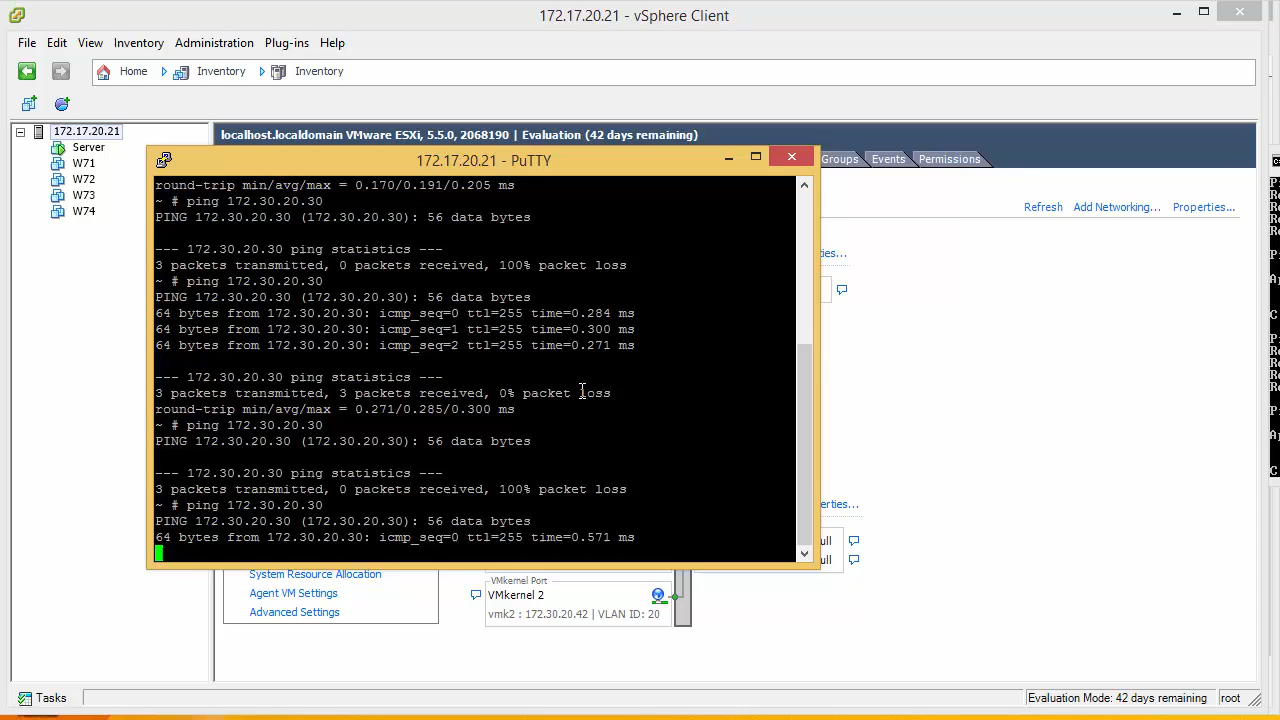 172.17.20.21 - vSphere Client
File Edit View Inventory Administration Plug-ins Help
Home Inventory Inventory
172.17.20.21
Server
W71
W72
W73
W74
localhost.localdomain VMware ESXi, 5.5.0, 2068190 | Evaluation (42 days remaining)
Groups Events Permissions
Refresh Add Networking... Properties...
172.17.20.21 - PuTTY
round-trip min/avg/max = 0.170/0.191/0.205 ms
~ # ping 172.30.20.30
PING 172.30.20.30 (172.30.20.30): 56 data bytes
--- 172.30.20.30 ping statistics ---
3 packets transmitted, 0 packets received, 100% packet loss
~ # ping 172.30.20.30
PING 172.30.20.30 (172.30.20.30): 56 data bytes
64 bytes from 172.30.20.30: icmp_seq=0 ttl=255 time=0.284 ms
64 bytes from 172.30.20.30: icmp_seq=1 ttl=255 time=0.300 ms
64 bytes from 172.30.20.30: icmp_seq=2 ttl=255 time=0.271 ms
--- 172.30.20.30 ping statistics ---
3 packets transmitted, 3 packets received, 0% packet loss
round-trip min/avg/max = 0.271/0.285/0.300 ms
~ # ping 172.30.20.30
PING 172.30.20.30 (172.30.20.30): 56 data bytes
--- 172.30.20.30 ping statistics ---
3 packets transmitted, 0 packets received, 100% packet loss
~ # ping 172.30.20.30
PING 172.30.20.30 (172.30.20.30): 56 data bytes
64 bytes from 172.30.20.30: icmp_seq=0 ttl=255 time=0.571 ms
ies...
erties...
ull
ull
System Resource Allocation
Agent VM Settings
Advanced Settings
VMkernel Port
VMkernel 2
vmk2 : 172.30.20.42 | VLAN ID: 20
Tasks
Evaluation Mode: 42 days remaining root